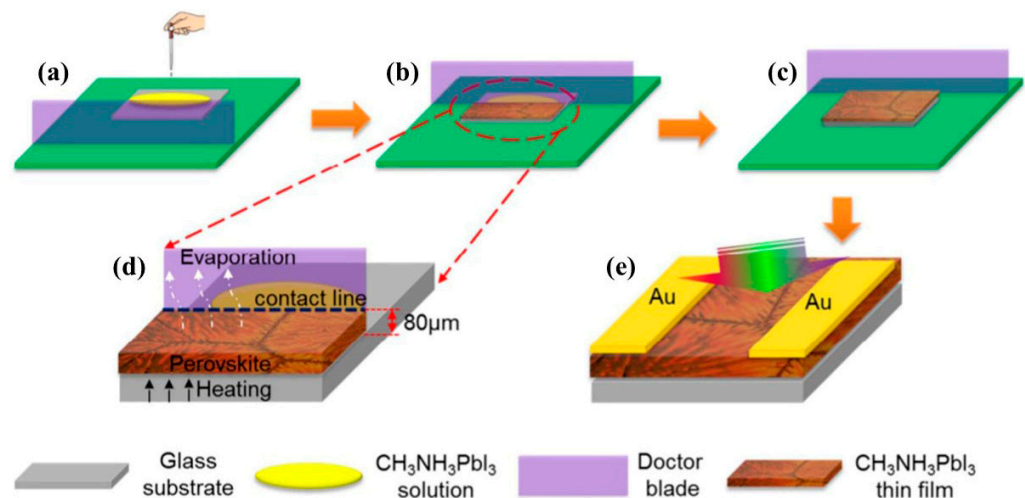 (a)
(b)
(c)
(d)
Evaporation
contact line
80μm
Perovskite
Heating
(e)
Au
Au
Glass
substrate
CH₃NH₃PbI₃
solution
Doctor
blade
CH₃NH₃PbI₃
thin film